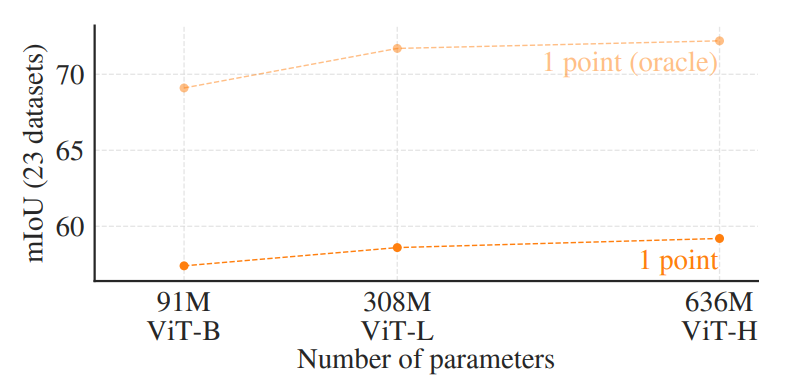 mIoU (23 datasets)
70
65
60
1 point (oracle)
1 point
91M 308M 636M
ViT-B ViT-L ViT-H
Number of parameters